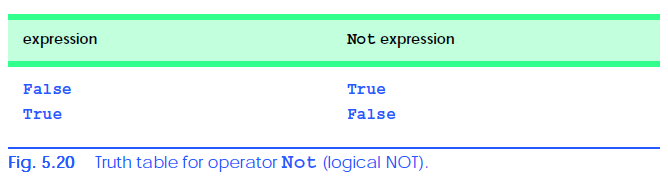 expression Not expression
False True
True False
Fig. 5.20 Truth table for operator Not (logical NOT).